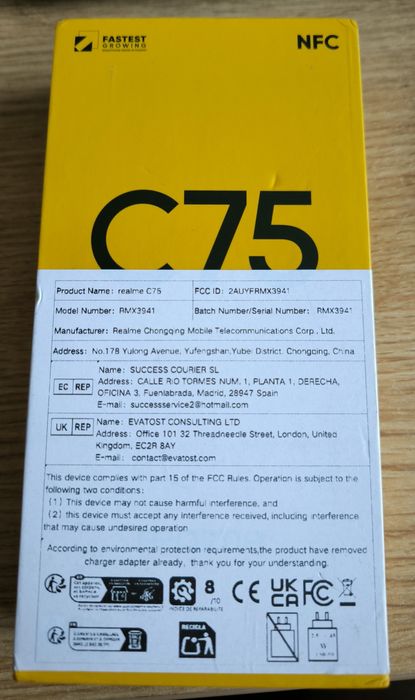 FASTEST
GROWING
NFC
C75
Product Name: realme C75
FCC ID: 2AUYFRMX3941
Model Number: RMX3941
Batch Number/Serial Number: RMX3941
Manufacturer: Realme Chongqing Mobile Telecommunications Corp., Ltd.
Address: No.178 Yulong Avenue, Yufengshan,Yubei District. Chongqing, China
EC REP
Name: SUCCESS COURIER SL
Address: CALLE RIO TORMES NUM. 1, PLANTA 1, DERECHA,
OFICINA 3. Fuenlabrada, Madrid, 28947 Spain
E-mail: successservice2@hotmail.com
UK REP
Name: EVATOST CONSULTING LTD
Address: Office 101 32 Threadneedle Street, London, United
Kingdom, EC2R 8AY
E-mail: contact@evatost.com
This device complies with part 15 of the FCC Rules. Operation is subject to the
following two conditions:
(1) This device may not cause harmful interference, and
(2) this device must accept any interference received, including interference
that may cause undesired operation
According to environmental protection requirements,the product have removed
charger adapter already, thank you for your understanding.
8
/10
INDICE DE REPARABILITE
CE
UK
CA
FC
RECICLA